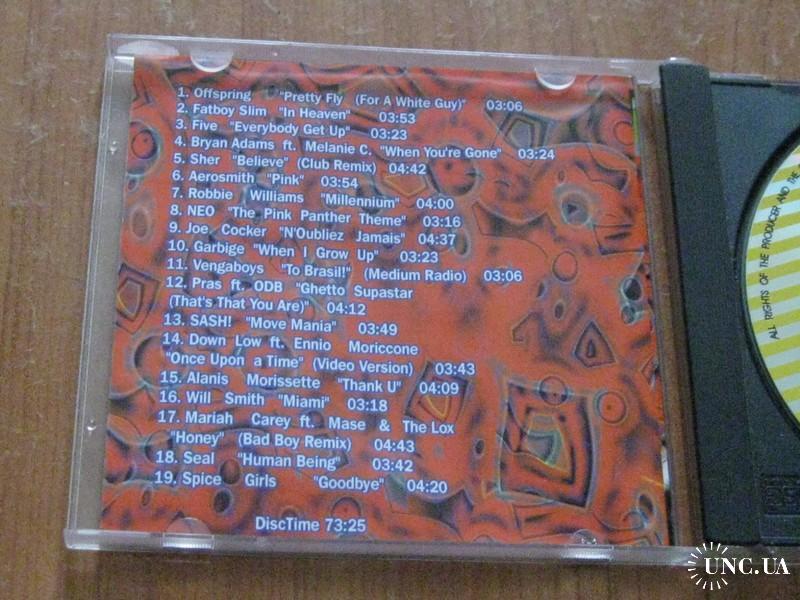 1. Offspring "Pretty Fly (For A White Guy)" 03:06
2. Fatboy Slim "In Heaven" 03:53
3. Five "Everybody Get Up" 03:23
4. Bryan Adams ft. Melanie C. "When You're Gone" 03:24
5. Sher "Believe" (Club Remix) 04:42
6. Aerosmith "Pink" 03:54
7. Robbie Williams "Millennium" 04:00
8. NEO "The Pink Panther Theme" 03:16
9. Joe Cocker "N'Oubliez Jamais" 04:37
10. Garbige "When I Grow Up" 03:23
11. Vengaboys "To Brasil!" (Medium Radio) 03:06
12. Pras ft. ODB "Ghetto Supastar
(That's That You Are)" 04:12
13. SASH! "Move Mania" 03:49
14. Down Low ft. Ennio Moriccone
"Once Upon a Time" (Video Version) 03:43
15. Alanis Morissette "Thank U" 04:09
16. Will Smith "Miami" 03:18
17. Mariah Carey ft. Mase & The Lox
"Honey" (Bad Boy Remix) 04:43
18. Seal "Human Being" 03:42
19. Spice Girls "Goodbye" 04:20
DiscTime 73:25
ALL RIGHTS OF THE PRODUCER AND THE
UNC.UA